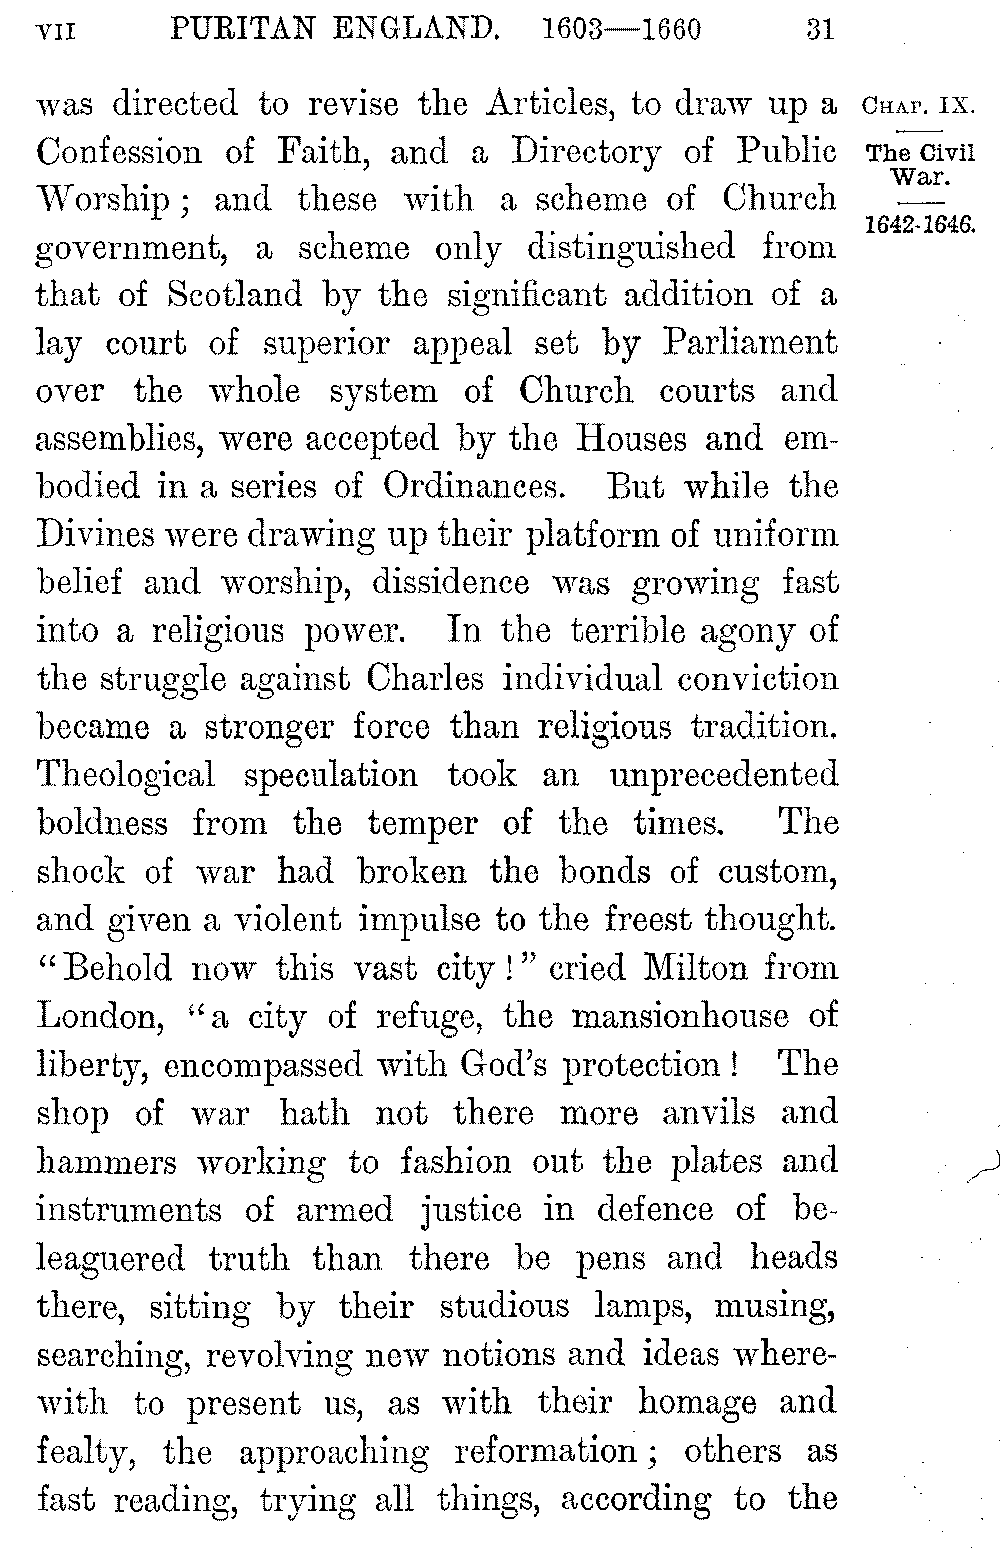 VII PURITAN ENGLAND. 1603—1660 31
was directed to revise the Articles, to draw up a
Confession of Faith, and a Directory of Public
Worship; and these with a scheme of Church
government, a scheme only distinguished from
that of Scotland by the significant addition of a
lay court of superior appeal set by Parliament
over the whole system of Church courts and
assemblies, were accepted by the Houses and em-
bodied in a series of Ordinances. But while the
Divines were drawing up their platform of uniform
belief and worship, dissidence was growing fast
into a religious power. In the terrible agony of
the struggle against Charles individual conviction
became a stronger force than religious tradition.
Theological speculation took an unprecedented
boldness from the temper of the times. The
shock of war had broken the bonds of custom,
and given a violent impulse to the freest thought.
“Behold now this vast city!” cried Milton from
London, “a city of refuge, the mansionhouse of
liberty, encompassed with God’s protection! The
shop of war hath not there more anvils and
hammers working to fashion out the plates and
instruments of armed justice in defence of be-
leaguered truth than there be pens and heads
there, sitting by their studious lamps, musing,
searching, revolving new notions and ideas where-
with to present us, as with their homage and
fealty, the approaching reformation; others as
fast reading, trying all things, according to the
CHAP. IX.
The Civil
War.
1642-1646.